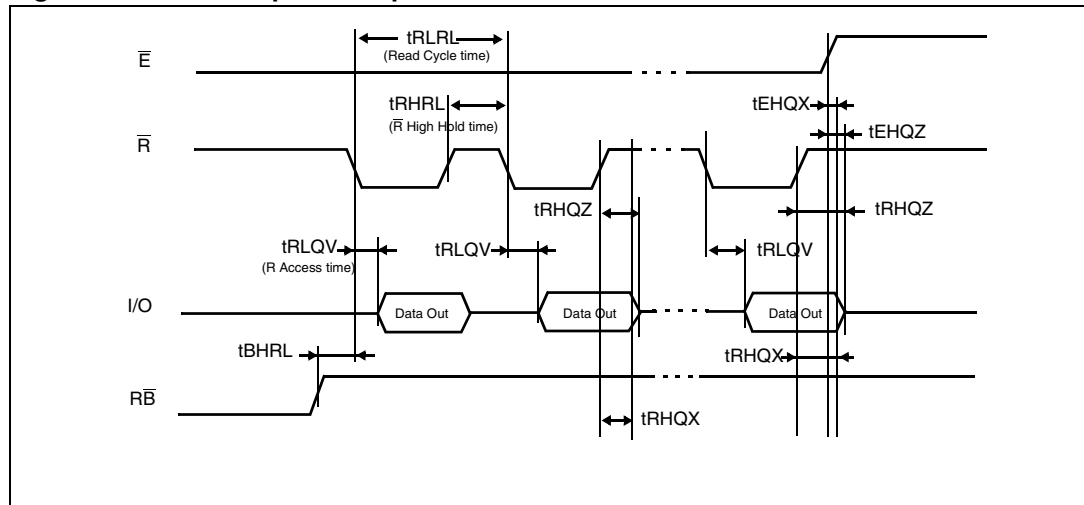 tRLRL
(Read Cycle time)
E̅
tRHRL
tEHQX
(R̅ High Hold time)
tEHQZ
R̅
tRHQZ
tRHQZ
tRLQV
tRLQV
tRLQV
(R Access time)
I/O
Data Out
Data Out
Data Out
tBHRL
tRHQX
RB̅
tRHQX